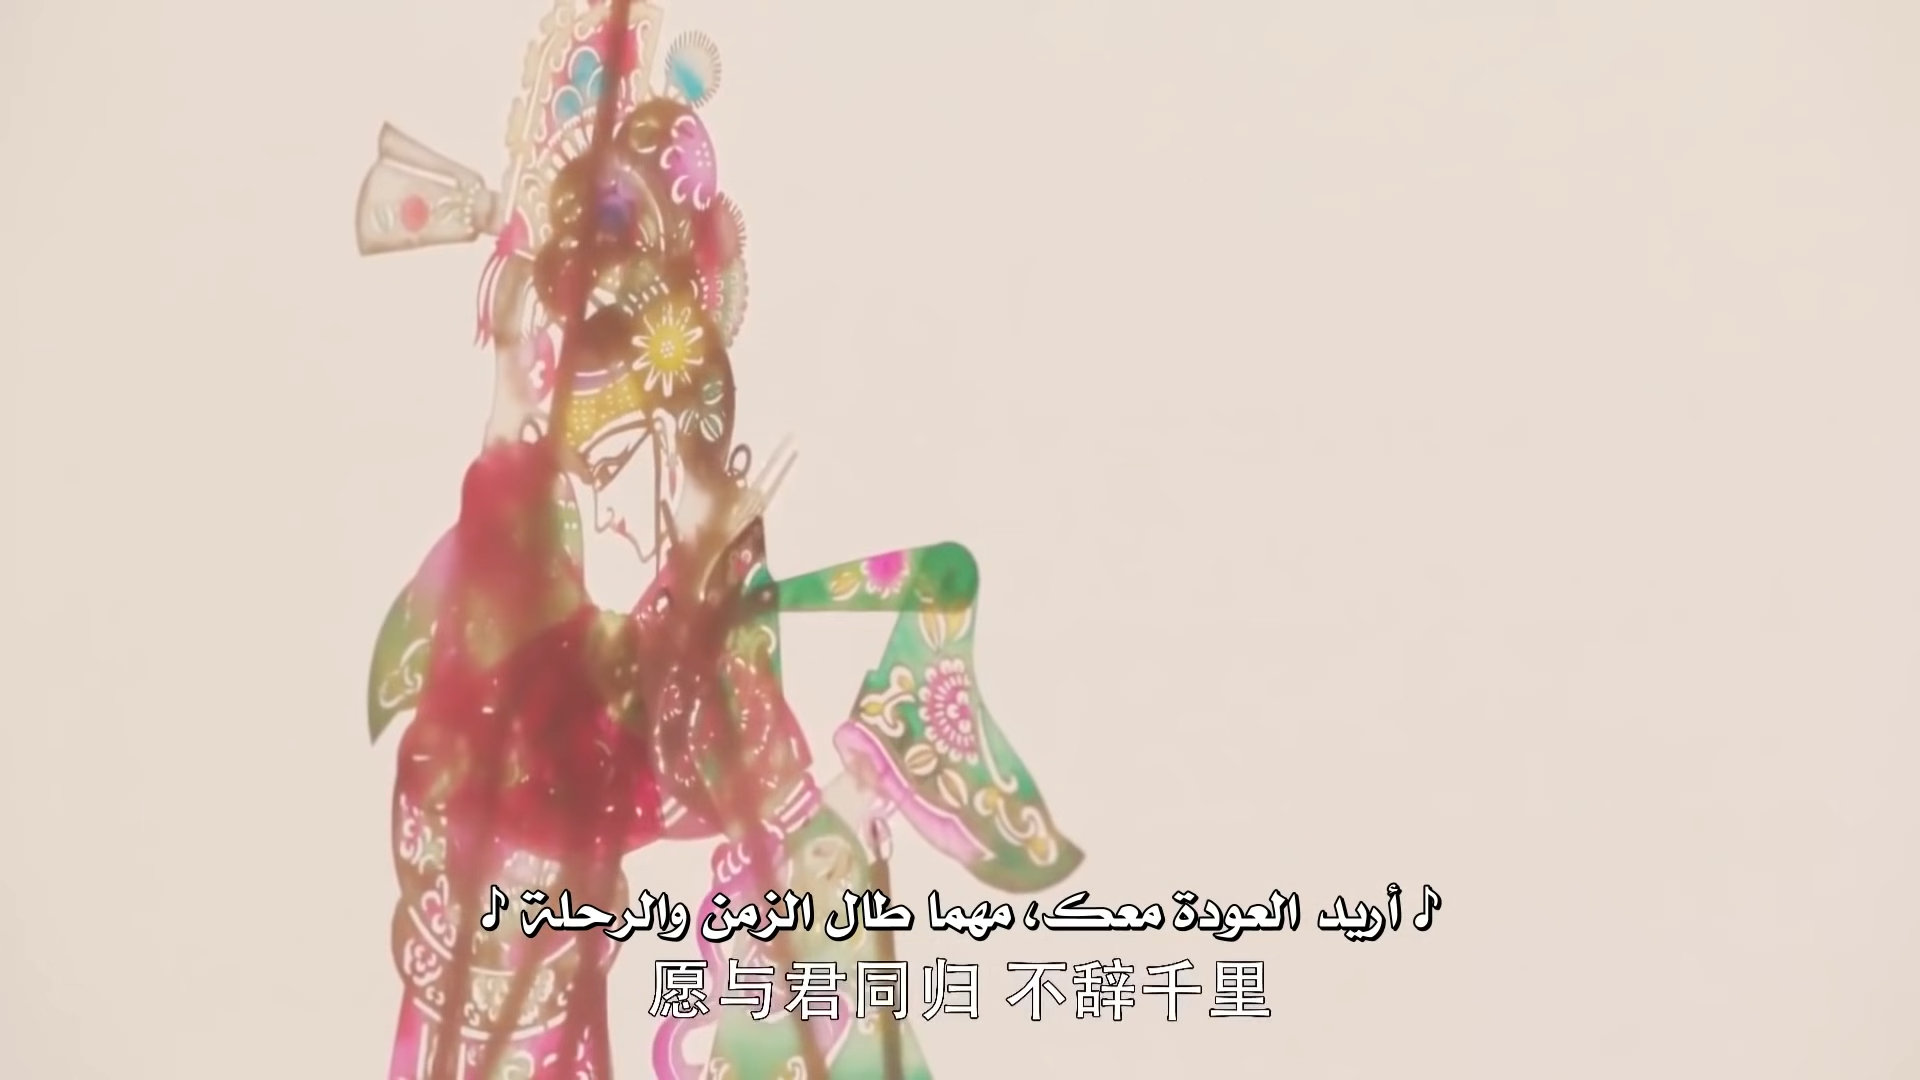 ♪ أريد العودة معك، مهما طال الزمن والرحلة ♪
愿与君同归 不辞千里